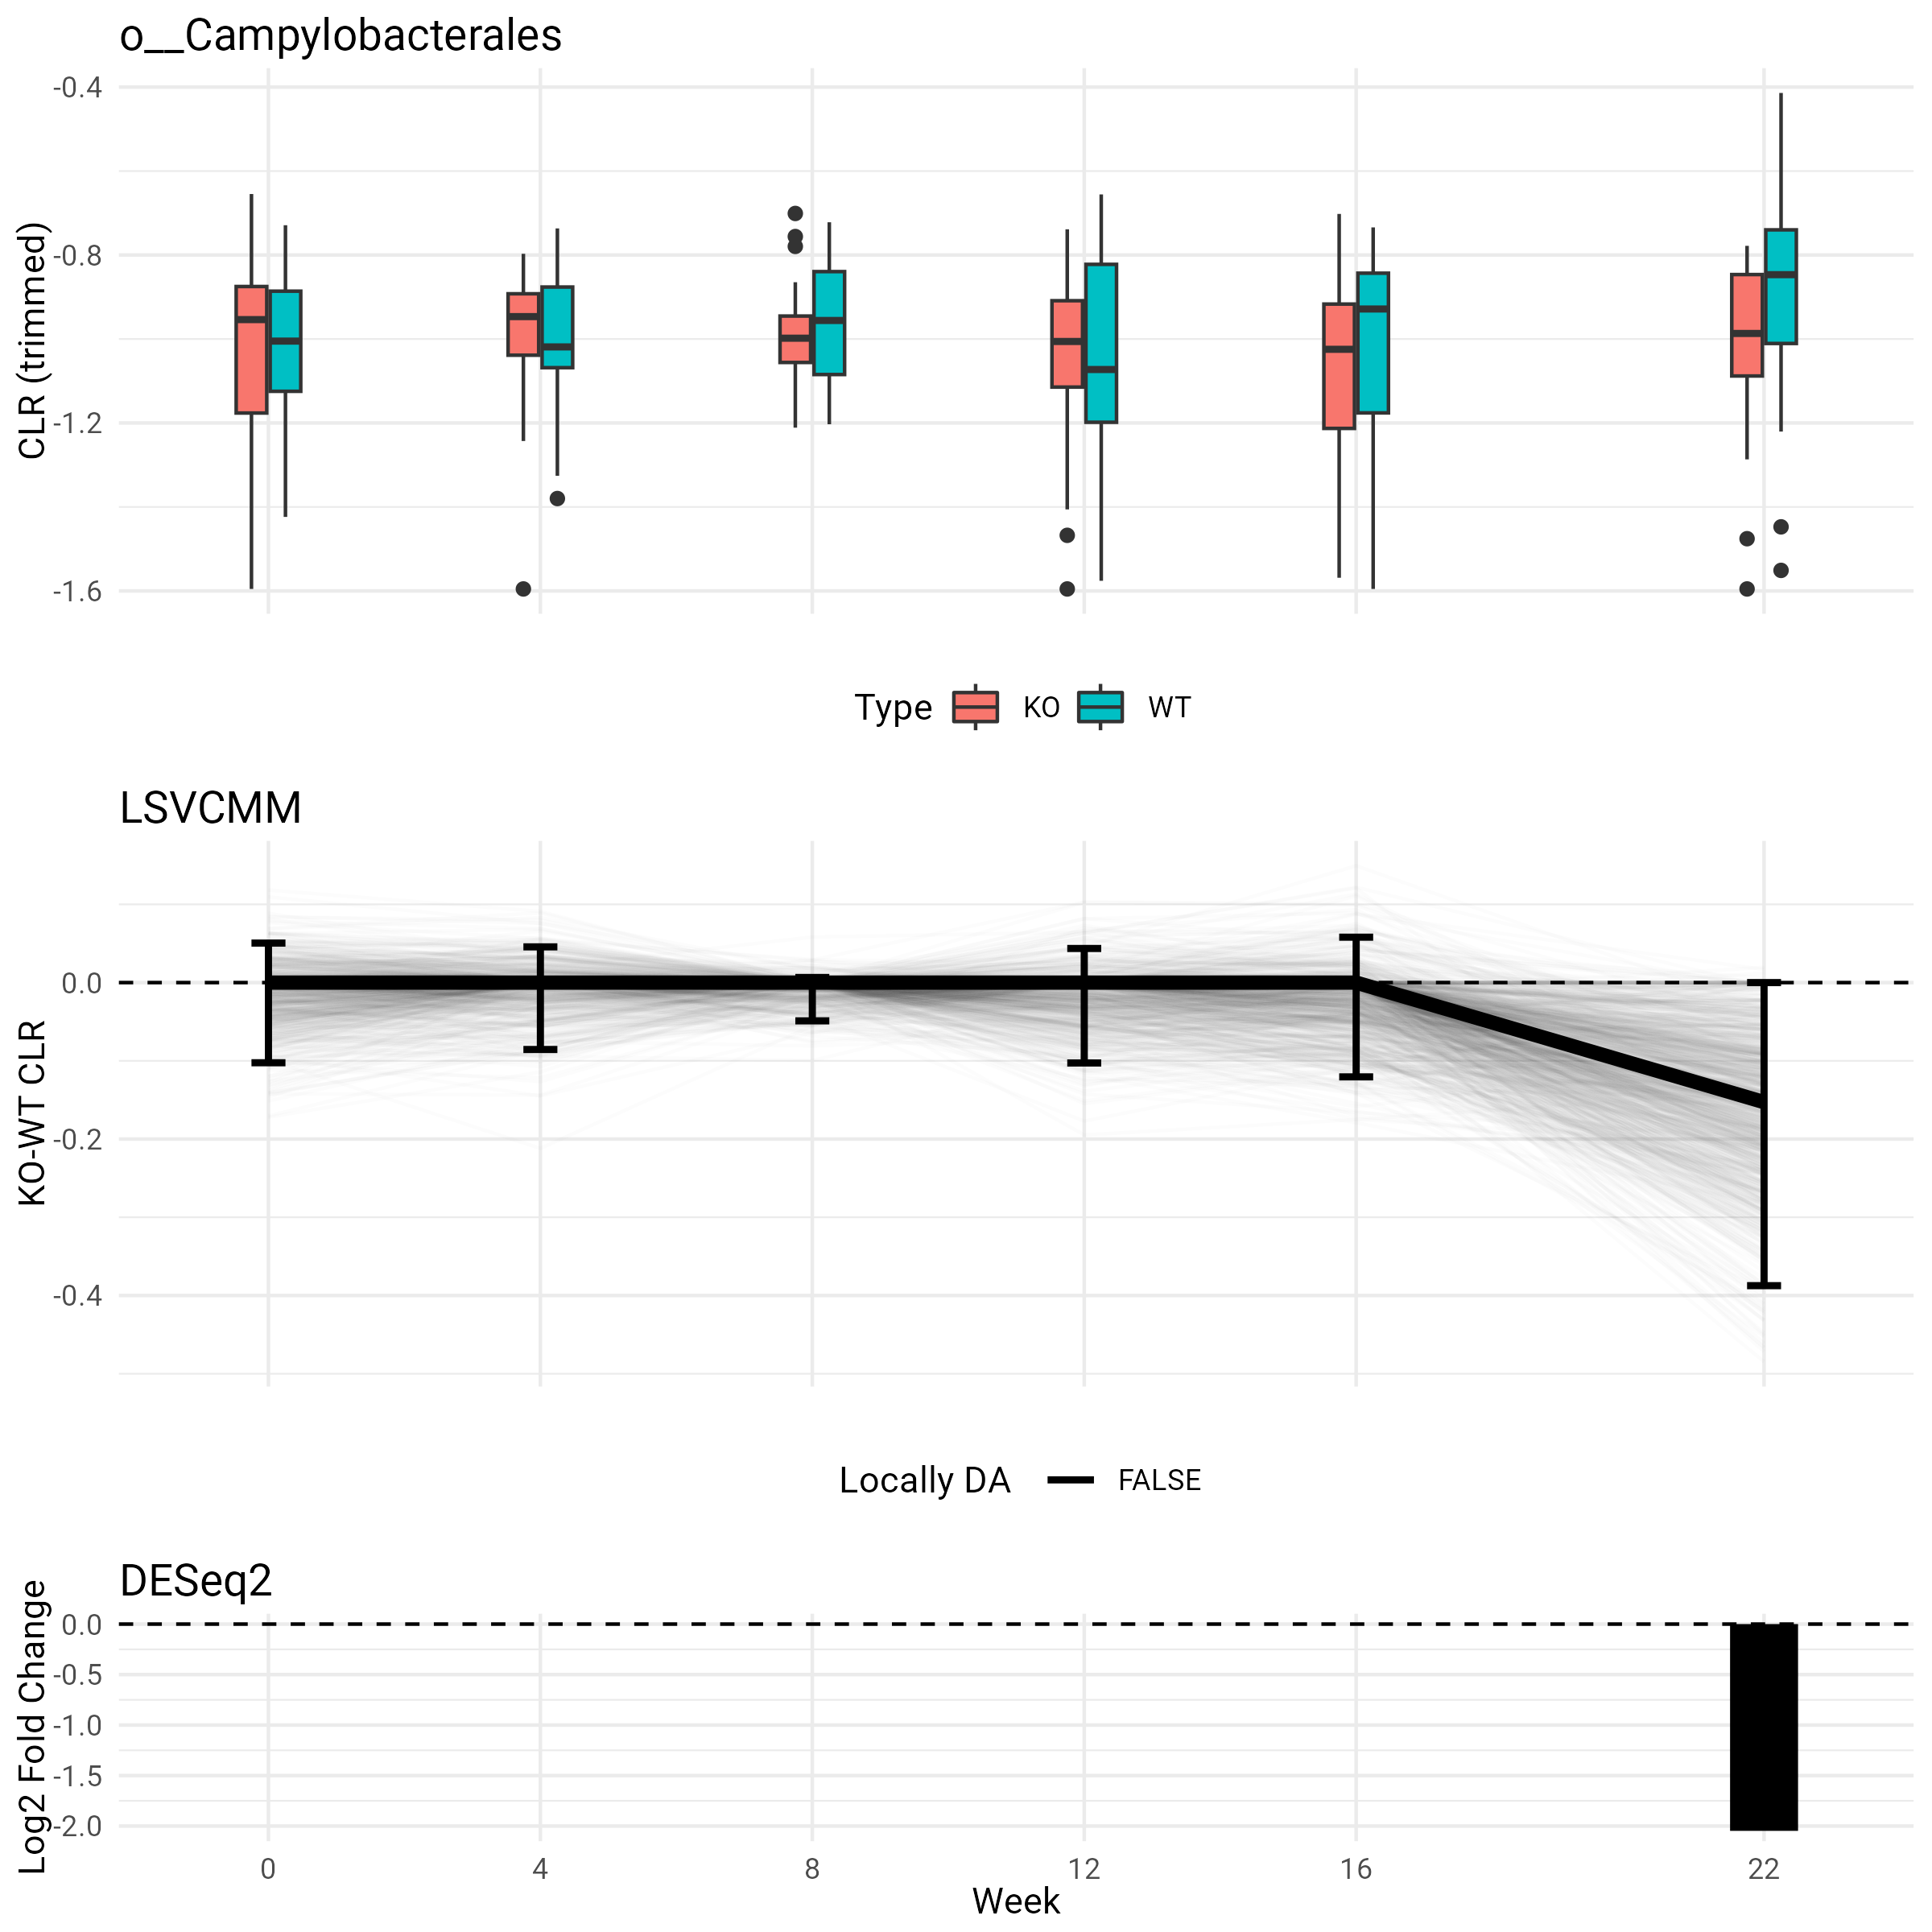 o__Campylobacterales
CLR (trimmed)
-0.4
-0.8
-1.2
-1.6
Type KO WT
LSVCMM
KO-WT CLR
0.0
-0.2
-0.4
Locally DA FALSE
DESeq2
Log2 Fold Change
0.0
-0.5
-1.0
-1.5
-2.0
0 4 8 12 16 22
Week